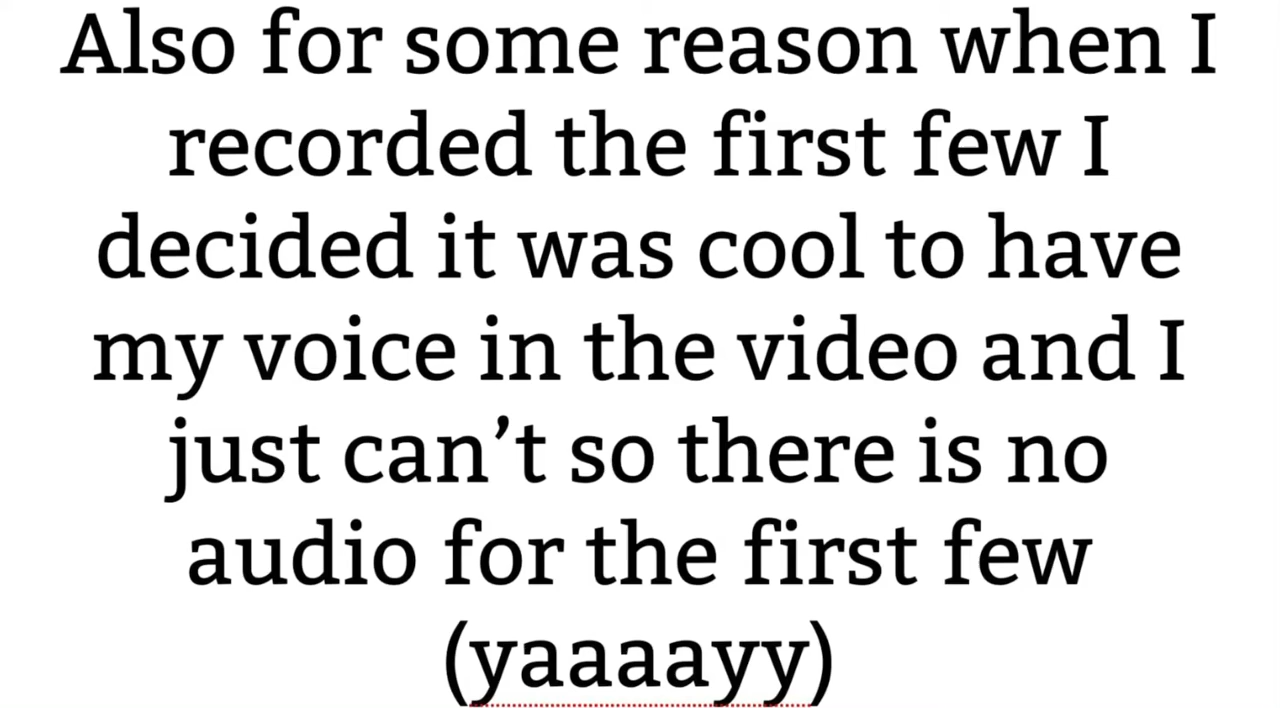 Also for some reason when I
recorded the first few I
decided it was cool to have
my voice in the video and I
just can’t so there is no
audio for the first few
(yaaaayy)